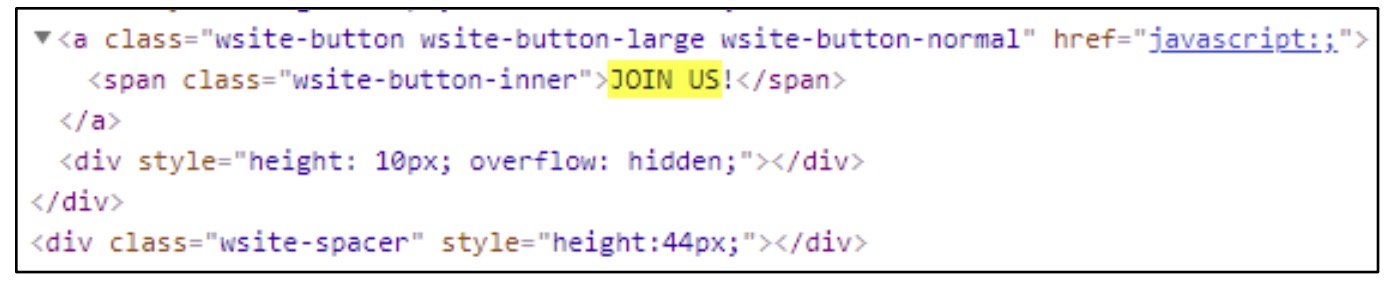 ▼<a class="wsite-button wsite-button-large wsite-button-normal" href="javascript:;">
<span class="wsite-button-inner">JOIN US!</span>
</a>
<div style="height: 10px; overflow: hidden;"></div>
</div>
<div class="wsite-spacer" style="height:44px;"></div>